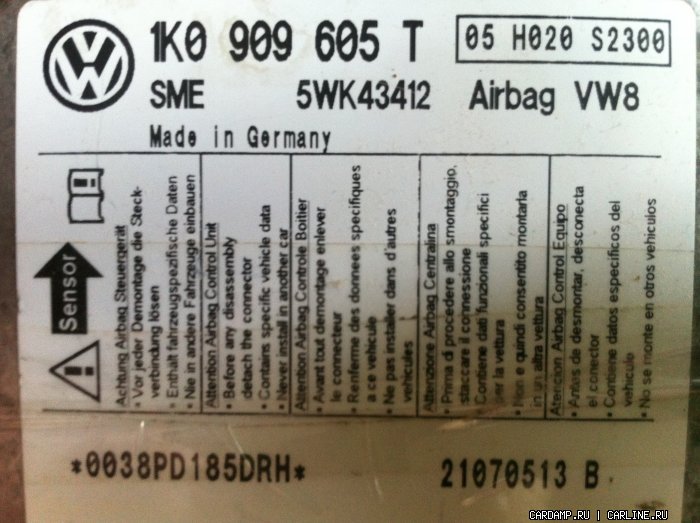 VW
1K0 909 605 T
05 H020 S2300
SME 5WK43412 Airbag VW8
Made in Germany
Sensor
Achtung Airbag Steuergerät
• Vor jeder Demontage die Steck-
verbindung lösen
• Enthält fahrzeugspezifische Daten
• Nie in andere Fahrzeuge einbauen
Attention Airbag Control Unit
• Before any disassembly
detach the connector
• Contains specific vehicle data
• Never install in another car
Attention Airbag Controle Boitier
• Avant tout demontage enlever
le connecteur
• Renferme des donnees specifiques
a ce vehicule
• Ne pas installer dans d'autres
vehicules
Attenzione Airbag Centralina
• Prima di procedere allo smontaggio,
staccare il connessione
• Contiene dati funzionali specifici
per la vettura
• Non e quindi consentito montarla
in un altra vettura
Atencion Airbag Control Equipo
• Antes de desmontar, desconecta
el conector
• Contiene datos especificos del
vehiculo
• No se monte en otros vehiculos
*0038PD185DRH* 21070513 B
CARDAMP.RU | CARLINE.RU